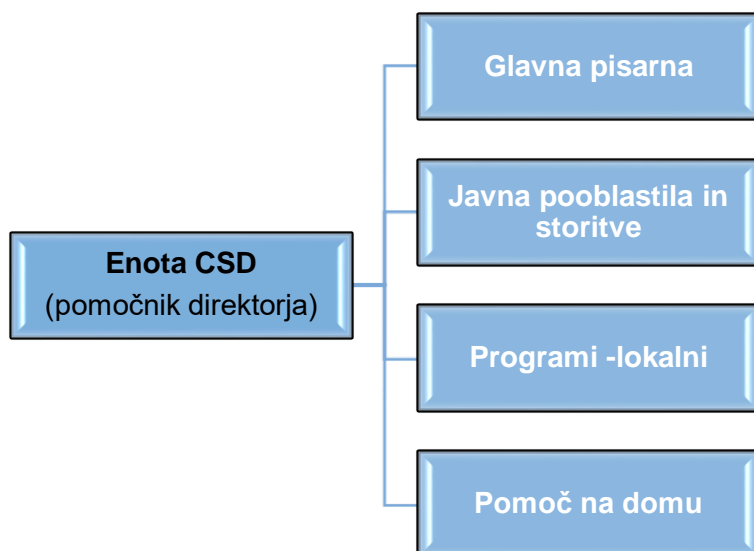 Glavna pisarna
Javna pooblastila in
storitve
Enota CSD
(pomočnik direktorja)
Programi -lokalni
Pomoč na domu